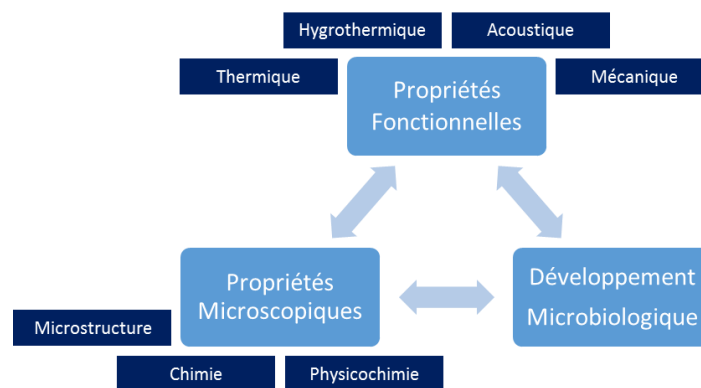 Hygrothermique
Acoustique
Thermique
Mécanique
Propriétés
Fonctionnelles
Propriétés
Microscopiques
Développement
Microbiologique
Microstructure
Chimie
Physicochimie